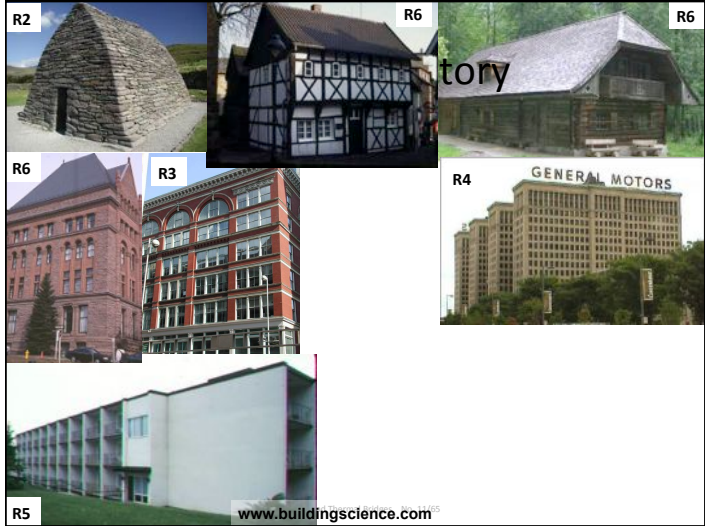 R2
R6
R6
tory
R6
R3
R4
GENERAL MOTORS
R5
www.buildingscience.com